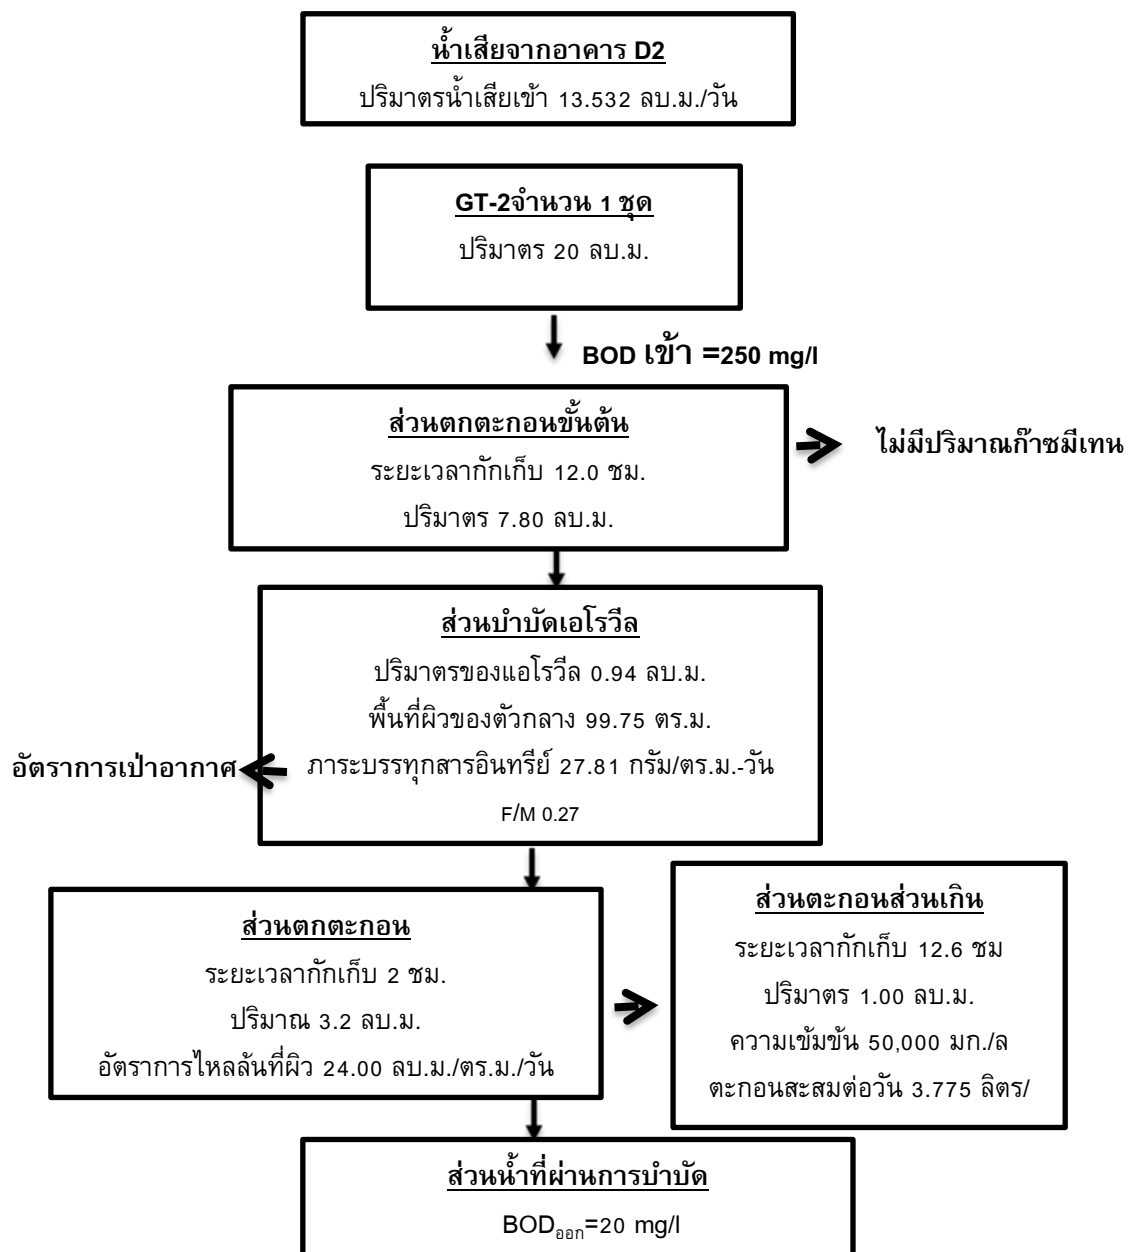 น้ำเสียจากอาคาร D2
ปริมาตรน้ำเสียเข้า 13.532 ลบ.ม./วัน
GT-2จำนวน 1 ชุด
ปริมาตร 20 ลบ.ม.
BOD เข้า =250 mg/l
ส่วนตกตะกอนขั้นต้น
ระยะเวลากักเก็บ 12.0 ชม.
ปริมาตร 7.80 ลบ.ม.
ไม่มีปริมาณก๊าซมีเทน
ส่วนบำบัดเอโรวีล
ปริมาตรของแอโรวีล 0.94 ลบ.ม.
พื้นที่ผิวของตัวกลาง 99.75 ตร.ม.
ภาระบรรทุกสารอินทรีย์ 27.81 กรัม/ตร.ม.-วัน
F/M 0.27
อัตราการเป่าอากาศ
ส่วนตกตะกอน
ระยะเวลากักเก็บ 2 ชม.
ปริมาณ 3.2 ลบ.ม.
อัตราการไหลล้นที่ผิว 24.00 ลบ.ม./ตร.ม./วัน
ส่วนตะกอนส่วนเกิน
ระยะเวลากักเก็บ 12.6 ชม
ปริมาตร 1.00 ลบ.ม.
ความเข้มข้น 50,000 มก./ล
ตะกอนสะสมต่อวัน 3.775 ลิตร/
ส่วนน้ำที่ผ่านการบำบัด
BODออก=20 mg/l